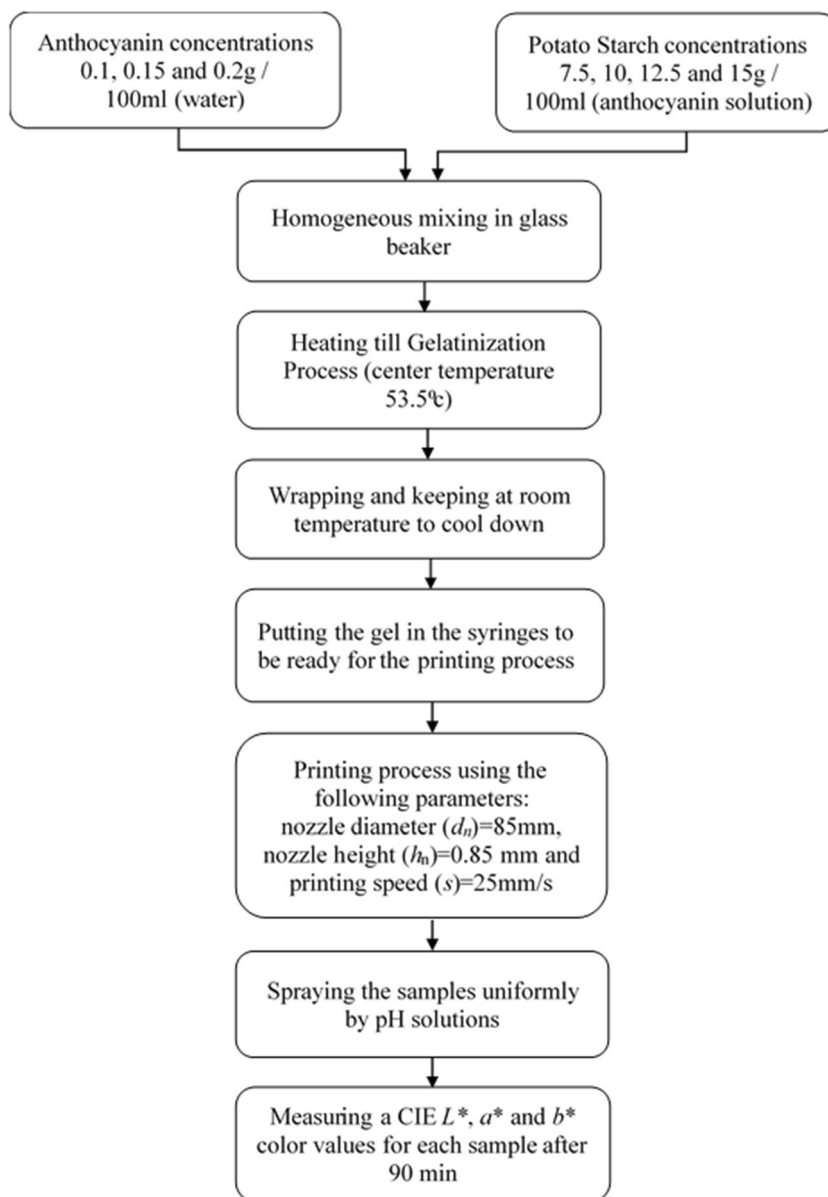 Anthocyanin concentrations
0.1, 0.15 and 0.2g /
100ml (water)
Potato Starch concentrations
7.5, 10, 12.5 and 15g /
100ml (anthocyanin solution)
Homogeneous mixing in glass
beaker
Heating till Gelatinization
Process (center temperature
53.5℃)
Wrapping and keeping at room
temperature to cool down
Putting the gel in the syringes to
be ready for the printing process
Printing process using the
following parameters:
nozzle diameter (dₙ)=85mm,
nozzle height (hₙ)=0.85 mm and
printing speed (s)=25mm/s
Spraying the samples uniformly
by pH solutions
Measuring a CIE L*, a* and b*
color values for each sample after
90 min